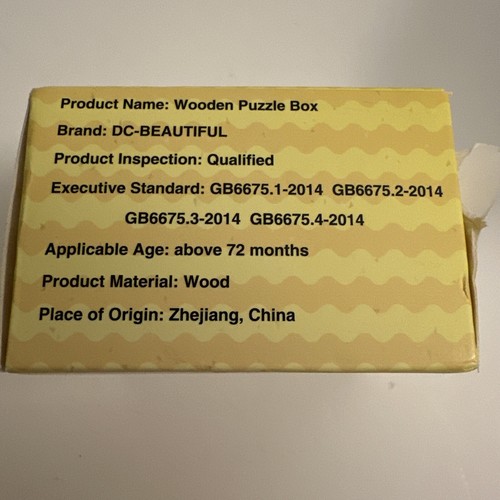 Product Name: Wooden Puzzle Box
Brand: DC-BEAUTIFUL
Product Inspection: Qualified
Executive Standard: GB6675.1-2014 GB6675.2-2014
GB6675.3-2014 GB6675.4-2014
Applicable Age: above 72 months
Product Material: Wood
Place of Origin: Zhejiang, China